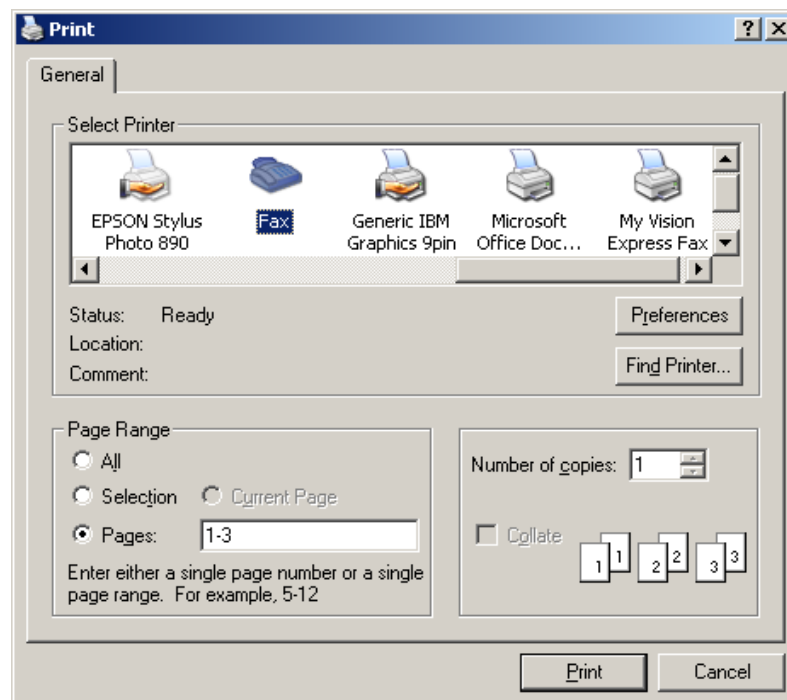 Print
General
Select Printer
EPSON Stylus
Photo 890
Fax
Generic IBM
Graphics 9pin
Microsoft
Office Doc...
My Vision
Express Fax
Status: Ready
Location:
Comment:
Preferences
Find Printer...
Page Range
All
Selection Current Page
Pages: 1-3
Enter either a single page number or a single
page range. For example, 5-12
Number of copies: 1
Collate
1 1 2 2 3 3
Print Cancel